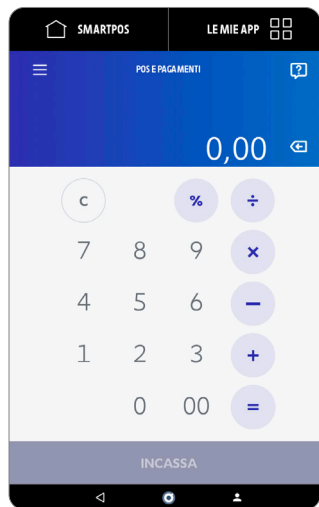 SMARTPOS LE MIE APP
POS E PAGAMENTI
0,00
C % ÷
7 8 9 ×
4 5 6 −
1 2 3 +
0 00 =
INCASSA